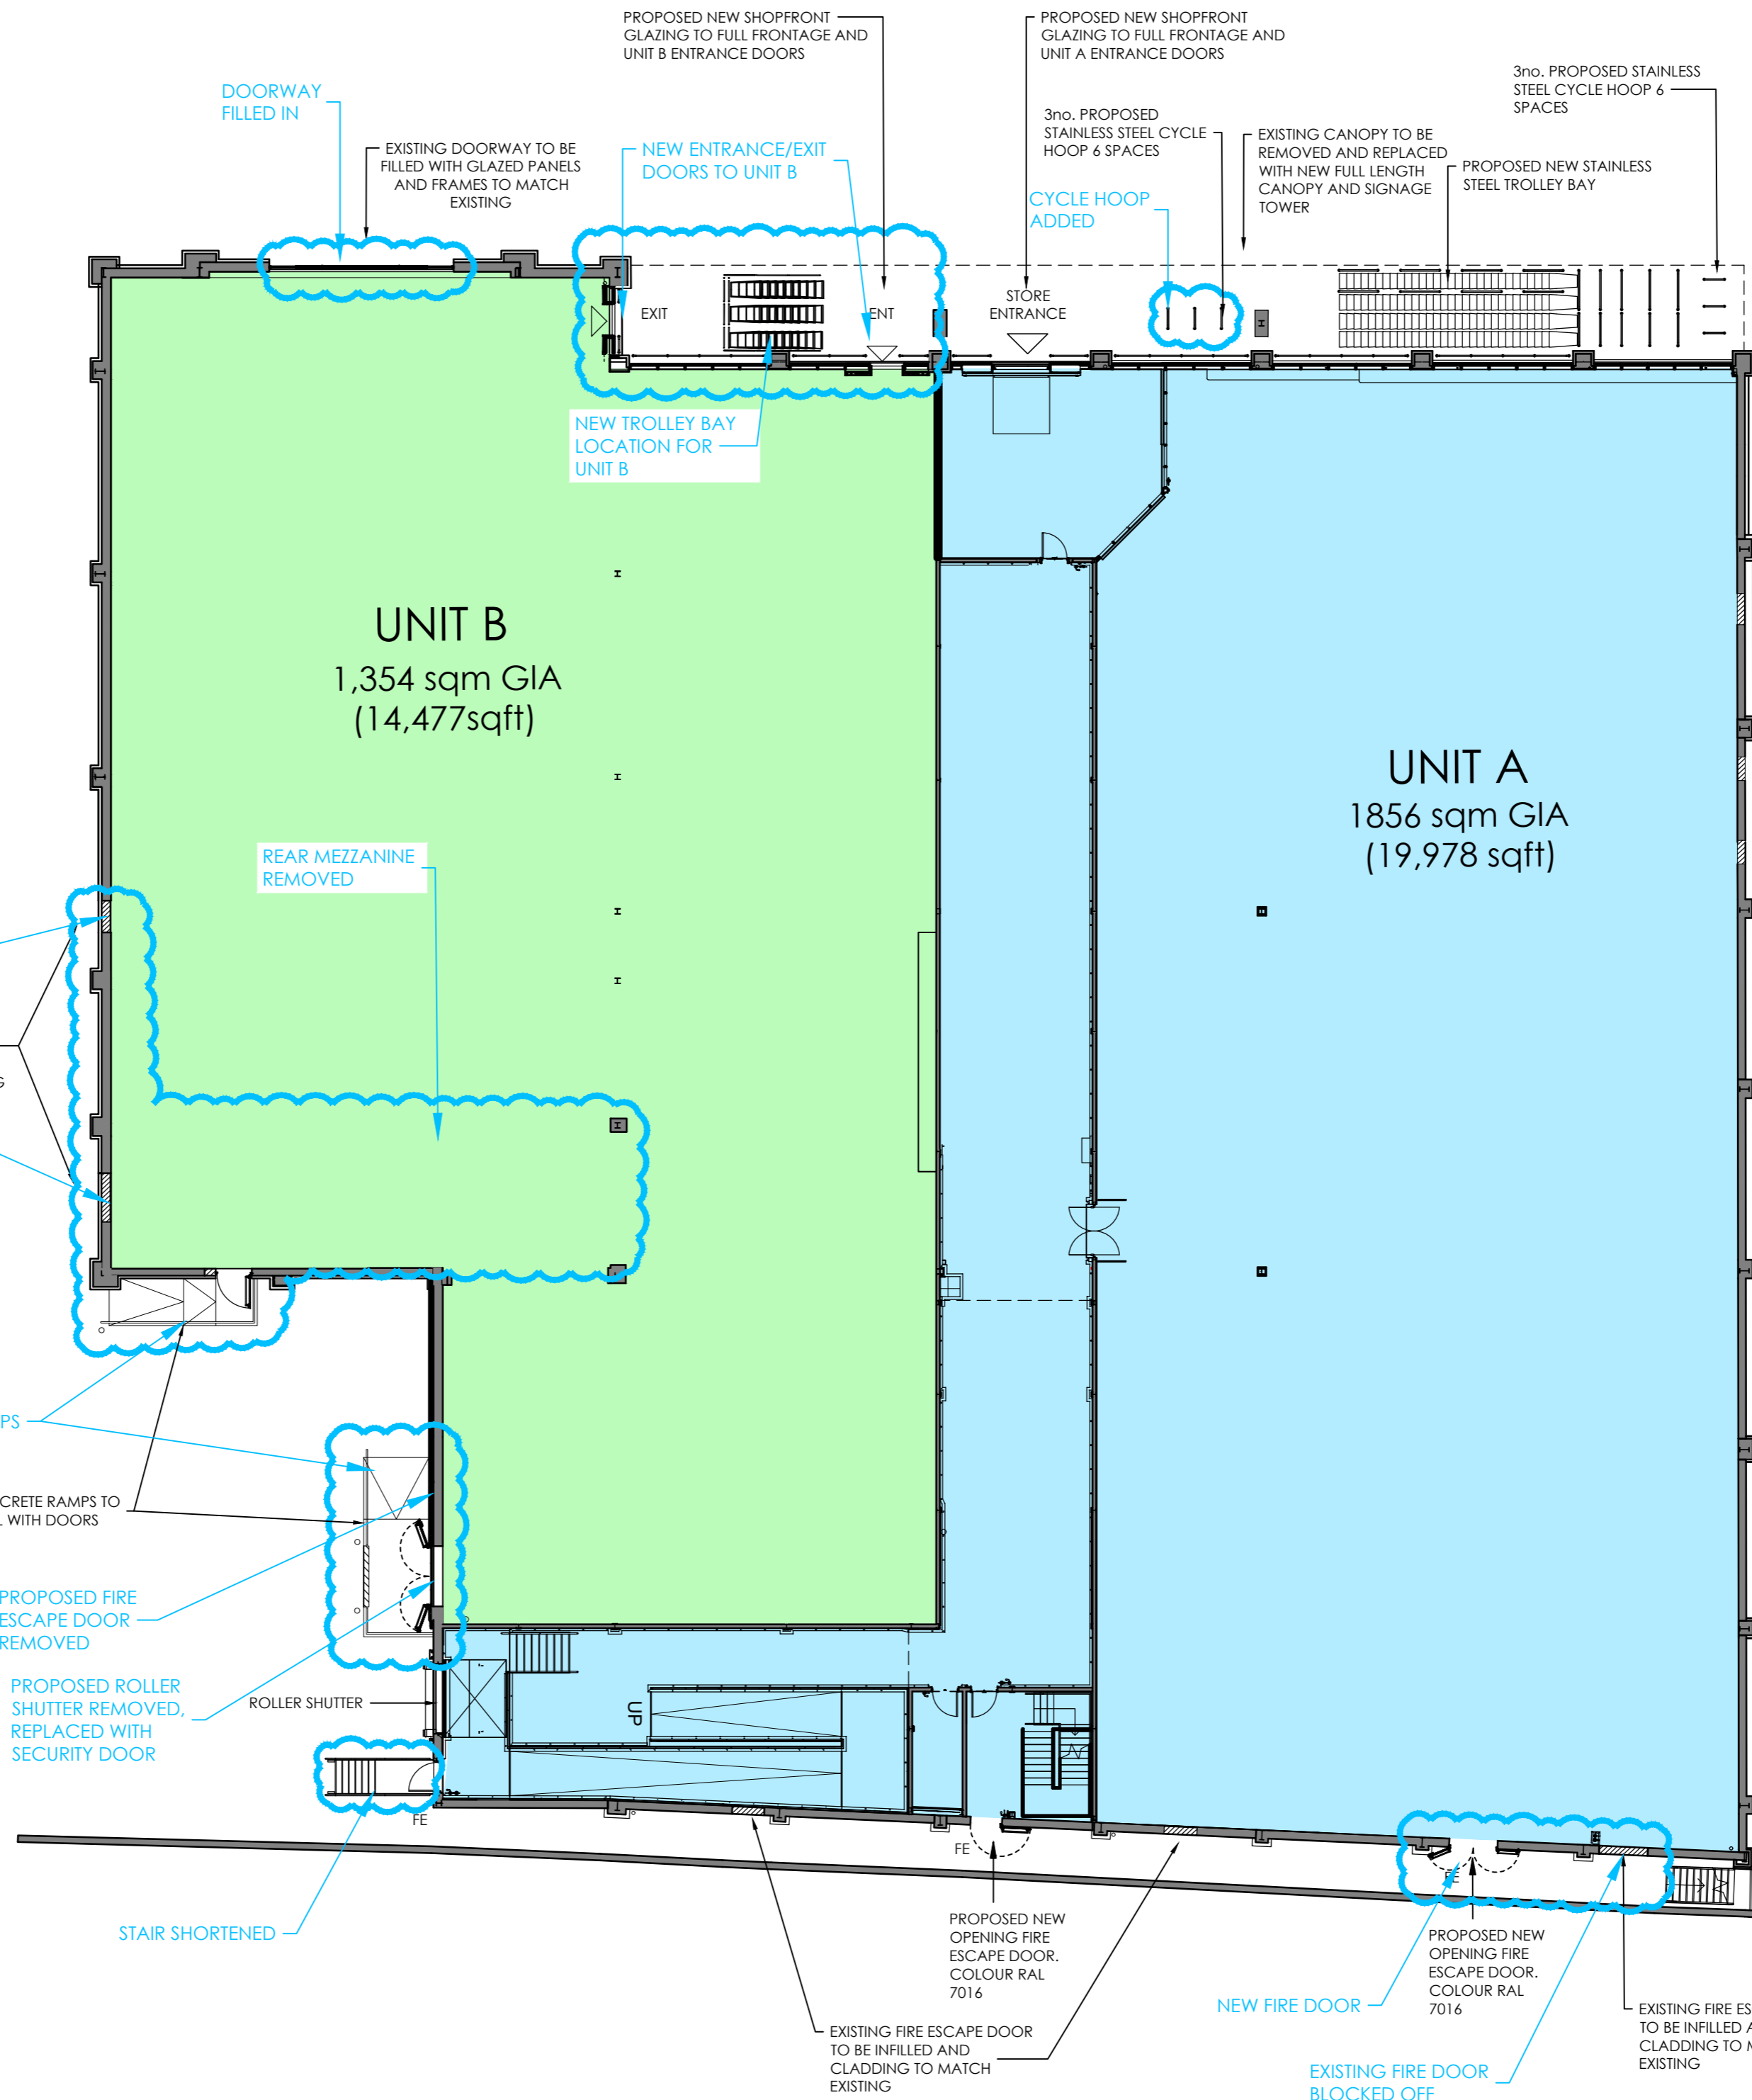 PROPOSED NEW SHOPFRONT
GLAZING TO FULL FRONTAGE AND
UNIT B ENTRANCE DOORS
PROPOSED NEW SHOPFRONT
GLAZING TO FULL FRONTAGE AND
UNIT A ENTRANCE DOORS
3no. PROPOSED STAINLESS
STEEL CYCLE HOOP 6
SPACES
DOORWAY
FILLED IN
EXISTING DOORWAY TO BE
FILLED WITH GLAZED PANELS
AND FRAMES TO MATCH
EXISTING
NEW ENTRANCE/EXIT
DOORS TO UNIT B
3no. PROPOSED
STAINLESS STEEL CYCLE
HOOP 6 SPACES
CYCLE HOOP
ADDED
EXISTING CANOPY TO BE
REMOVED AND REPLACED
WITH NEW FULL LENGTH
CANOPY AND SIGNAGE
TOWER
PROPOSED NEW STAINLESS
STEEL TROLLEY BAY
EXIT
ENT
STORE
ENTRANCE
NEW TROLLEY BAY
LOCATION FOR
UNIT B
UNIT B
1,354 sqm GIA
(14,477sqft)
UNIT A
1856 sqm GIA
(19,978 sqft)
REAR MEZZANINE
REMOVED
G
PS
CRETE RAMPS TO
L WITH DOORS
PROPOSED FIRE
ESCAPE DOOR
REMOVED
PROPOSED ROLLER
SHUTTER REMOVED,
REPLACED WITH
SECURITY DOOR
ROLLER SHUTTER
UP
FE
FE
FE
STAIR SHORTENED
PROPOSED NEW
OPENING FIRE
ESCAPE DOOR.
COLOUR RAL
7016
PROPOSED NEW
OPENING FIRE
ESCAPE DOOR.
COLOUR RAL
7016
NEW FIRE DOOR
EXISTING FIRE ESCAPE DOOR
TO BE INFILLED AND
CLADDING TO MATCH
EXISTING
EXISTING FIRE ES
TO BE INFILLED A
CLADDING TO M
EXISTING
EXISTING FIRE DOOR
BLOCKED OFF